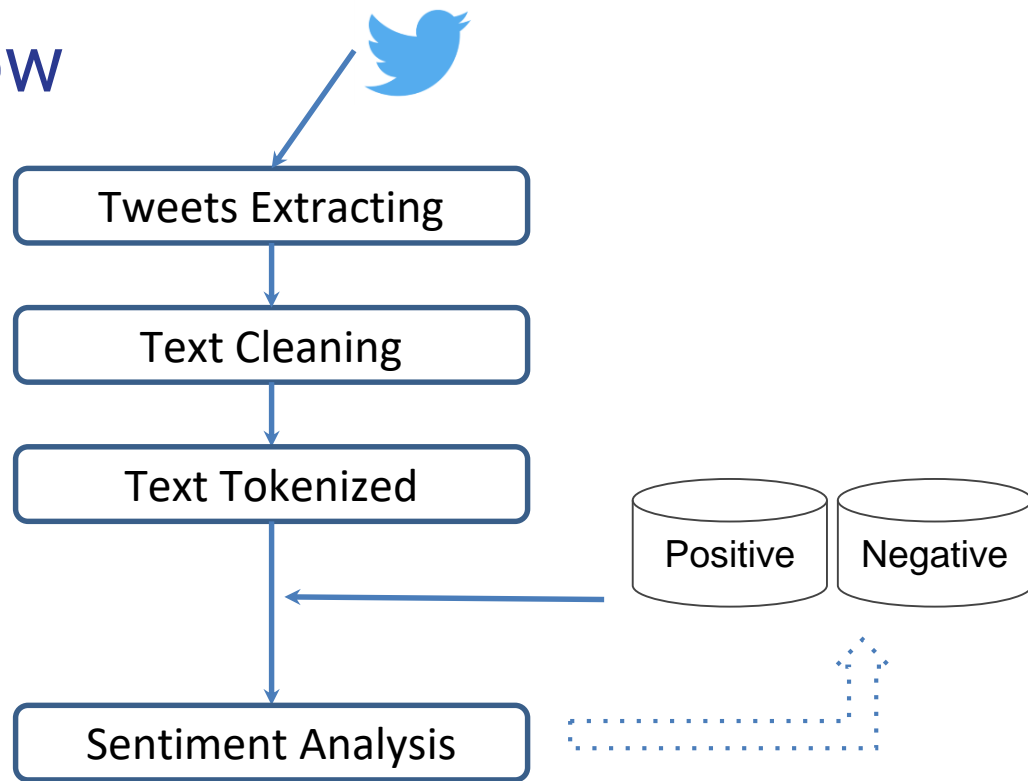 ow
Tweets Extracting
Text Cleaning
Text Tokenized
Positive
Negative
Sentiment Analysis